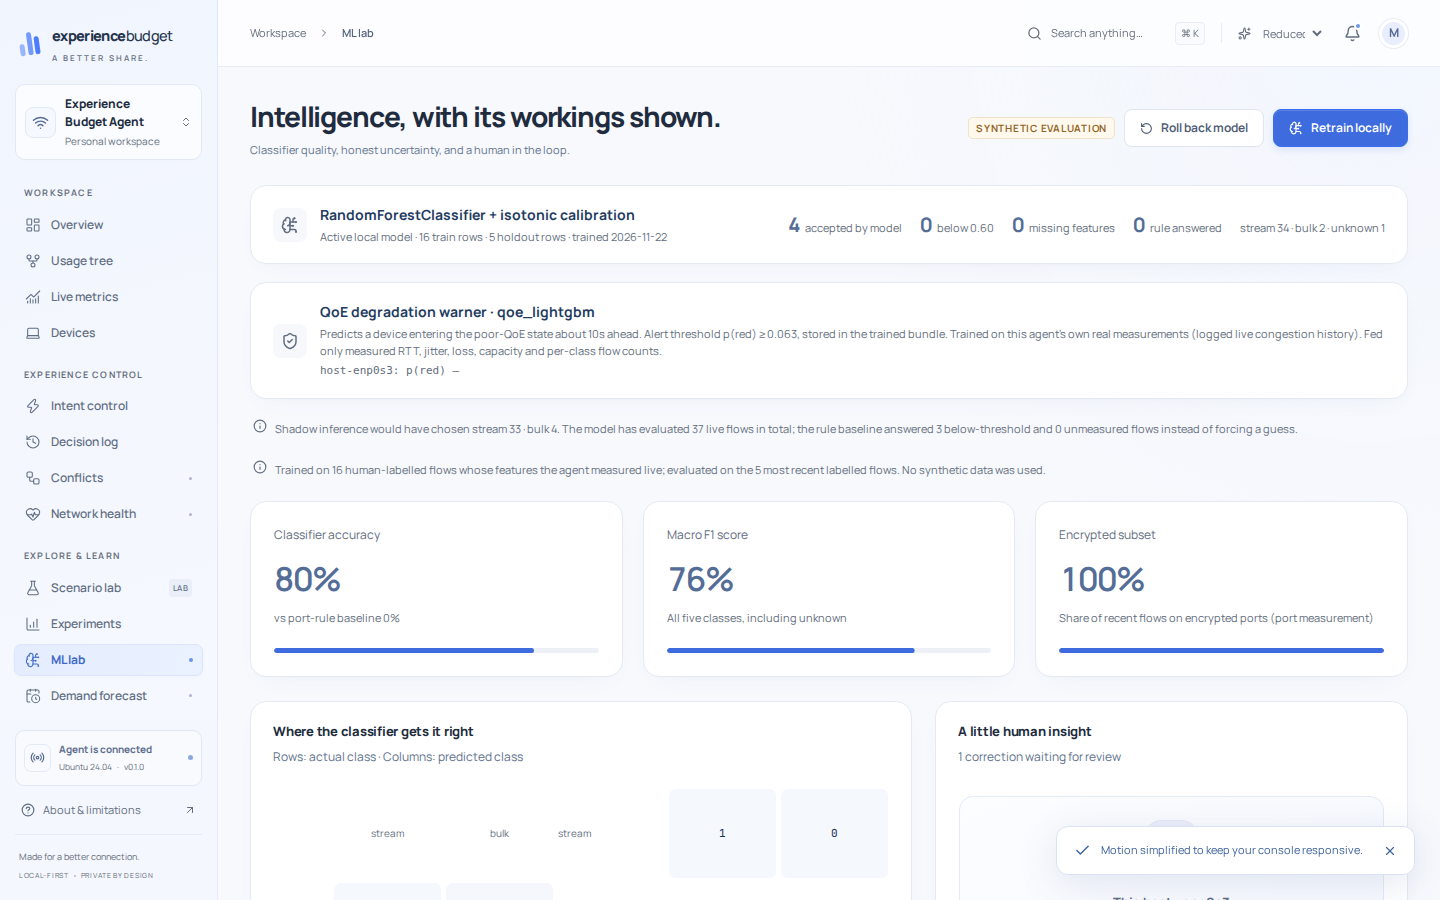 experiencebudget
A BETTER SHARE.
Experience
Budget Agent
Personal workspace
WORKSPACE
Overview
Usage tree
Live metrics
Devices
EXPERIENCE CONTROL
Intent control
Decision log
Conflicts
Network health
EXPLORE & LEARN
Scenario lab LAB
Experiments
ML lab
Demand forecast
Agent is connected
Ubuntu 24.04 · v0.1.0
About & limitations
Made for a better connection.
LOCAL-FIRST • PRIVATE BY DESIGN
Workspace > ML lab
Search anything... ⌘ K
Reduced
M
Intelligence, with its workings shown.
Classifier quality, honest uncertainty, and a human in the loop.
SYNTHETIC EVALUATION
Roll back model
Retrain locally
RandomForestClassifier + isotonic calibration
Active local model · 16 train rows · 5 holdout rows · trained 2026-11-22
4 accepted by model 0 below 0.60 0 missing features 0 rule answered stream 34 · bulk 2 · unknown 1
QoE degradation warner · qoe_lightgbm
Predicts a device entering the poor-QoE state about 10s ahead. Alert threshold p(red) ≥ 0.063, stored in the trained bundle. Trained on this agent's own real measurements (logged live congestion history). Fed
only measured RTT, jitter, loss, capacity and per-class flow counts.
host-enp0s3: p(red) —
Shadow inference would have chosen stream 33 · bulk 4. The model has evaluated 37 live flows in total; the rule baseline answered 3 below-threshold and 0 unmeasured flows instead of forcing a guess.
Trained on 16 human-labelled flows whose features the agent measured live; evaluated on the 5 most recent labelled flows. No synthetic data was used.
Classifier accuracy
80%
vs port-rule baseline 0%
Macro F1 score
76%
All five classes, including unknown
Encrypted subset
100%
Share of recent flows on encrypted ports (port measurement)
Where the classifier gets it right
Rows: actual class · Columns: predicted class
stream bulk stream 1 0
A little human insight
1 correction waiting for review
Motion simplified to keep your console responsive.